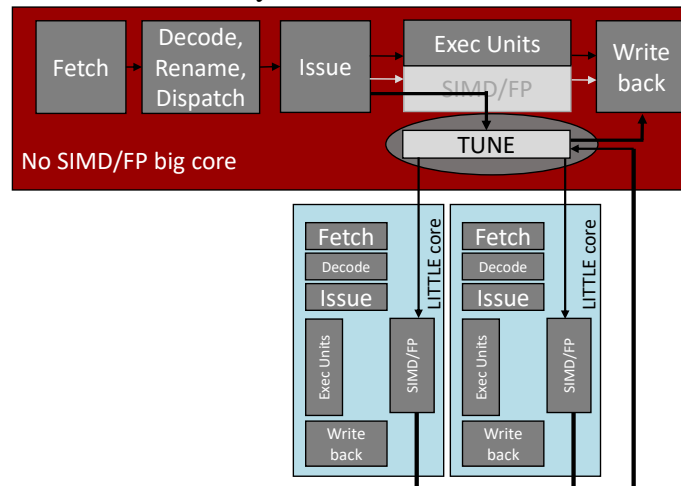 Fetch
Decode,
Rename,
Dispatch
Issue
Exec Units
SIMD/FP
Write
back
TUNE
No SIMD/FP big core
Fetch
Decode
Issue
LITTLE core
Exec Units
SIMD/FP
Write
back
Fetch
Decode
Issue
LITTLE core
Exec Units
SIMD/FP
Write
back